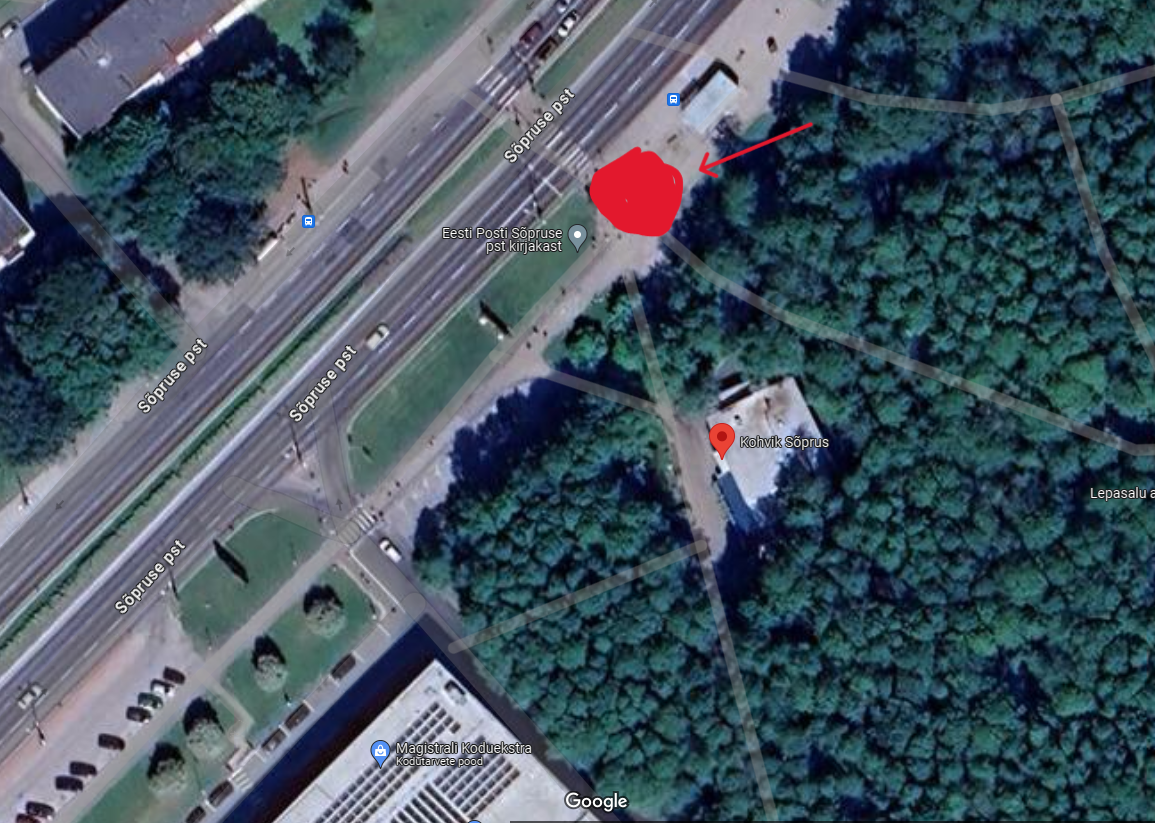 Sõpruse pst
Eesti Posti Sõpruse
pst kirjakast
Sõpruse pst
Sõpruse pst
Kohvik Sõprus
Lepasalu a
Sõpruse pst
Magistrali Koduekstra
Kodutarvete pood
Google